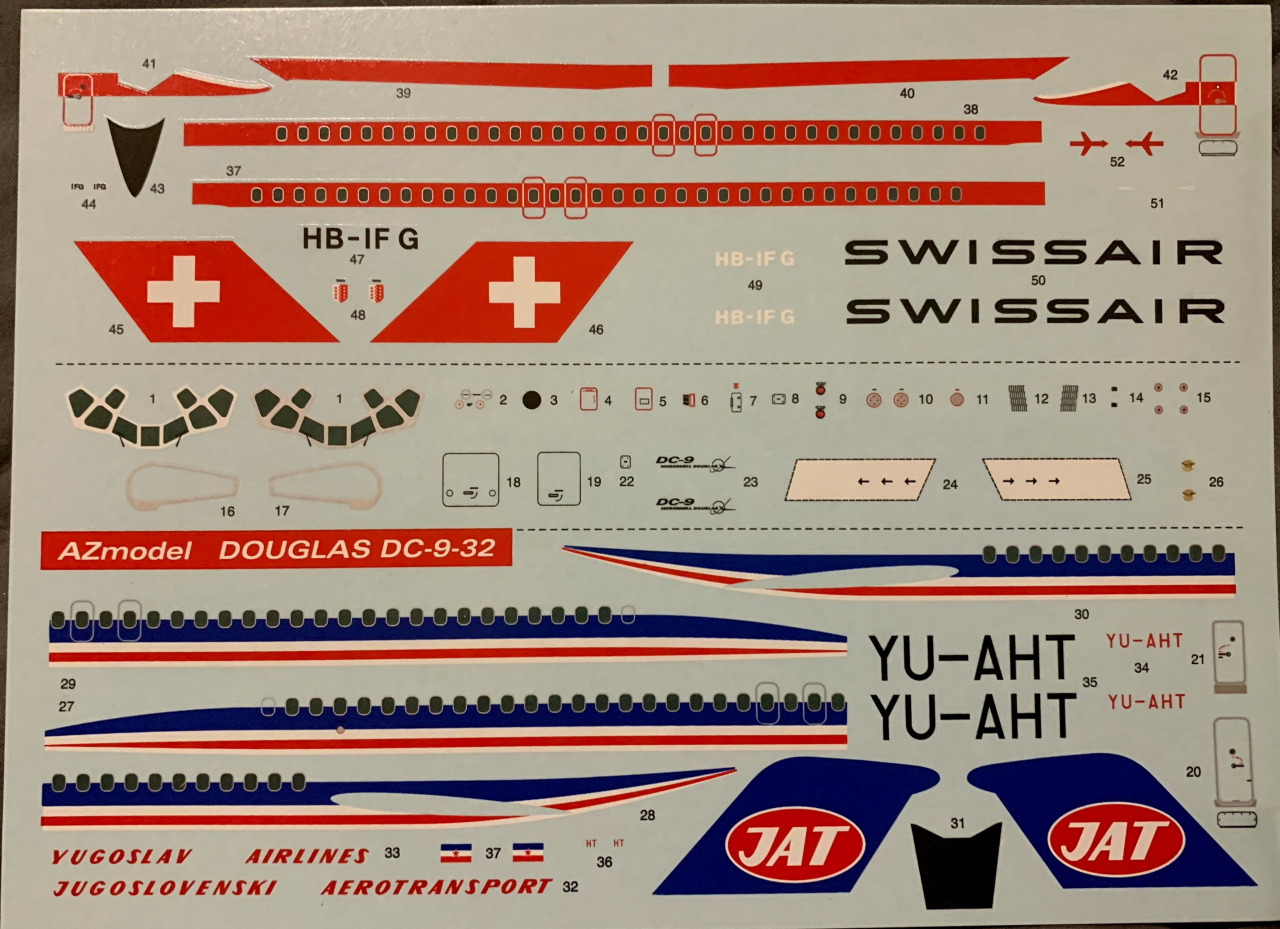 41
42
39
40
38
37
43
IFG IFG
44
52
51
HB-IF G
47
48
45
46
HB-IF G
49
HB-IF G
SWISSAIR
50
SWISSAIR
1 1 2 3 4 5 6 7 8 9 10 11 12 13 14 15
16 17 18 19 22
DC-9
McDONNELL DOUGLAS
23
DC-9
McDONNELL DOUGLAS
24 25 26
AZmodel DOUGLAS DC-9-32
30
29
27
YU-AHT
35
YU-AHT
YU-AHT
34
YU-AHT
21
20
28
31
JAT
JAT
YUGOSLAV AIRLINES 33
37
HT HT
36
JUGOSLOVENSKI AEROTRANSPORT 32